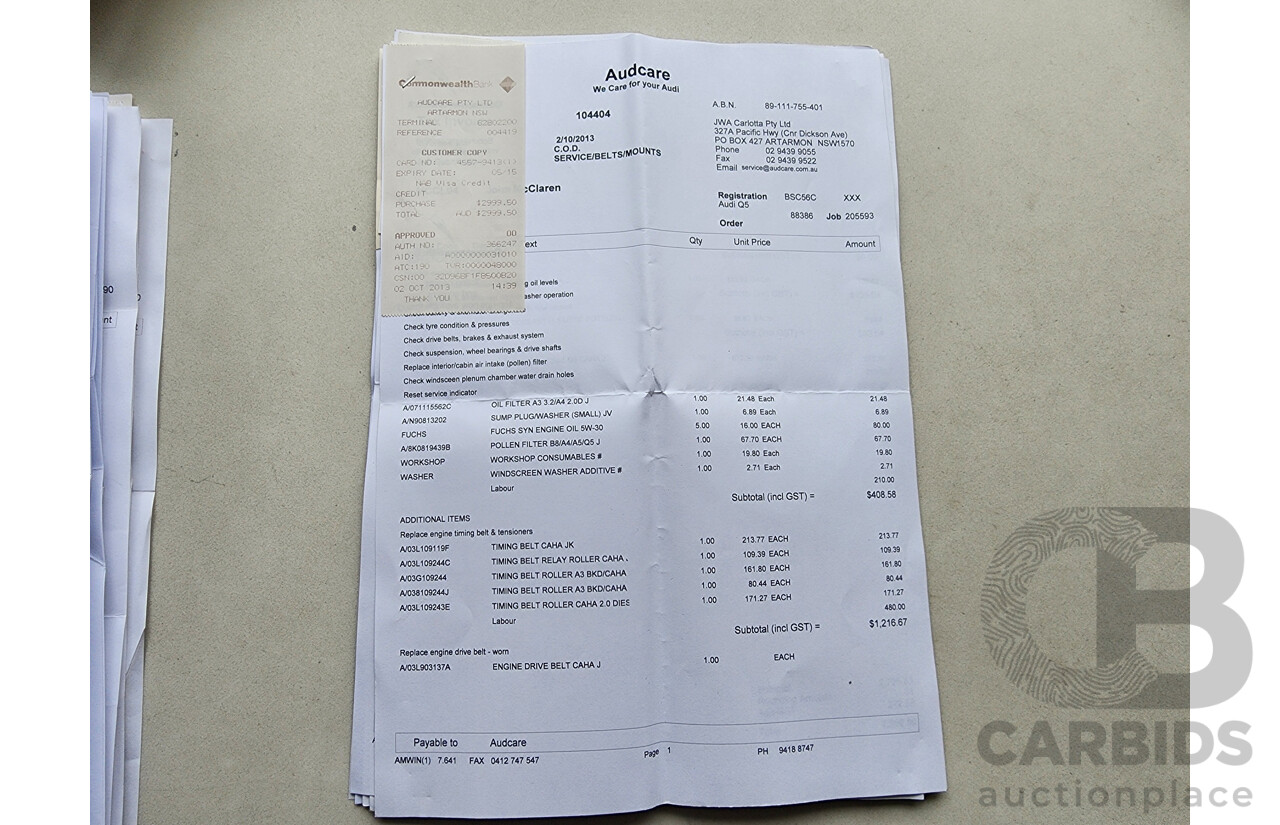 CommonwealthBank
AUDCARE PTY LTD
ARTARMON NSW
TERMINAL 62802200
REFERENCE 004419
CUSTOMER COPY
CARD NO:
EXPIRY DATE: 05/15
NAB Visa Credit
CREDIT
PURCHASE $2999.50
TOTAL AUD $2999.50
APPROVED 00
AUTH NO: 366247
AID: A0000000031010
ATC:190 TVR:0000048000
CSN:00
02 OCT 2013 14:39
THANK YOU
Audcare
We Care for your Audi
104404
2/10/2013
C.O.D.
SERVICE/BELTS/MOUNTS
cClaren
A.B.N. 89-111-755-401
JWA Carlotta Pty Ltd
327A Pacific Hwy (Cnr Dickson Ave)
PO BOX 427 ARTARMON NSW1570
Phone 02 9439 9055
Fax 02 9439 9522
Email service@audcare.com.au
Registration BSC56C XXX
Audi Q5
88386 Job 205593
Order
ext Qty Unit Price Amount
g oil levels
asher operation
Check tyre condition & pressures
Check drive belts, brakes & exhaust system
Check suspension, wheel bearings & drive shafts
Replace interior/cabin air intake (pollen) filter
Check windsceen plenum chamber water drain holes
Reset service indicator
A/071115562C OIL FILTER A3 3.2/A4 2.0D J 1.00 21.48 Each 21.48
A/N90813202 SUMP PLUG/WASHER (SMALL) JV 1.00 6.89 Each 6.89
FUCHS FUCHS SYN ENGINE OIL 5W-30 5.00 16.00 EACH 80.00
A/8K0819439B POLLEN FILTER B8/A4/A5/Q5 J 1.00 67.70 EACH 67.70
WORKSHOP WORKSHOP CONSUMABLES # 1.00 19.80 Each 19.80
WASHER WINDSCREEN WASHER ADDITIVE # 1.00 2.71 Each 2.71
Labour 210.00
Subtotal (incl GST) = $408.58
ADDITIONAL ITEMS
Replace engine timing belt & tensioners
A/03L109119F TIMING BELT CAHA JK 1.00 213.77 EACH 213.77
A/03L109244C TIMING BELT RELAY ROLLER CAHA 1.00 109.39 EACH 109.39
A/03G109244 TIMING BELT ROLLER A3 BKD/CAHA 1.00 161.80 EACH 161.80
A/038109244J TIMING BELT ROLLER A3 BKD/CAHA 1.00 80.44 EACH 80.44
A/03L109243E TIMING BELT ROLLER CAHA 2.0 DIES 1.00 171.27 EACH 171.27
Labour 480.00
Subtotal (incl GST) = $1,216.67
Replace engine drive belt - worn
A/03L903137A ENGINE DRIVE BELT CAHA J 1.00 EACH
Payable to Audcare
AMWIN(1) 7.641 FAX 0412 747 547 Page 1 PH 9418 8747
90
nt
CB
CARBIDS
auctionplace